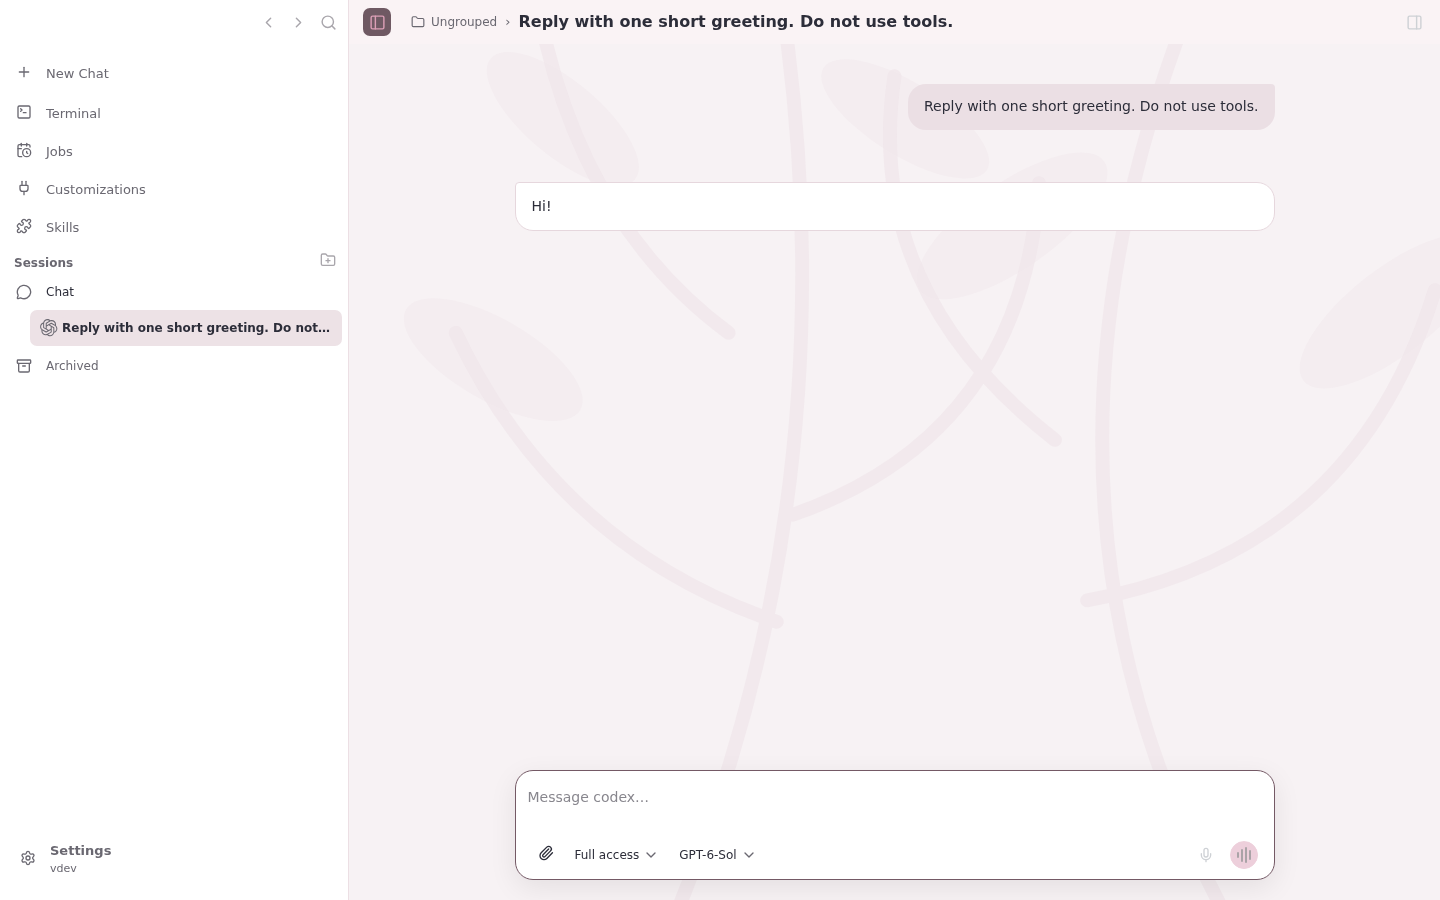 Ungrouped › Reply with one short greeting. Do not use tools.
New Chat
Terminal
Jobs
Customizations
Skills
Sessions
Chat
Reply with one short greeting. Do not...
Archived
Settings
vdev
Reply with one short greeting. Do not use tools.
Hi!
Message codex...
Full access
GPT-6-Sol